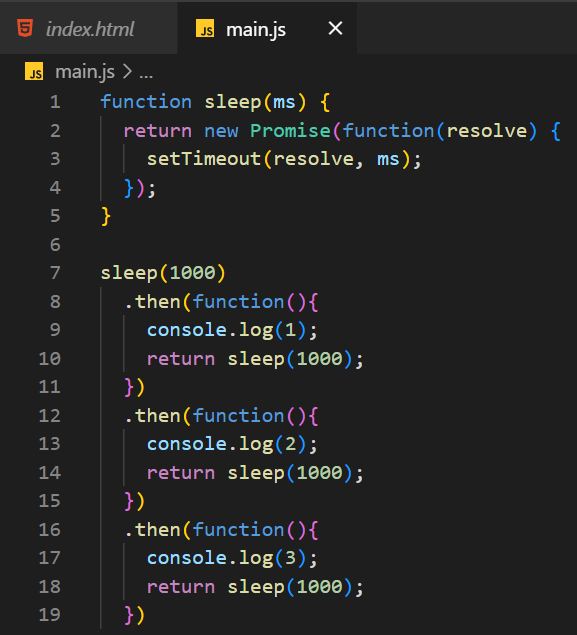 index.html
JS main.js ×
JS main.js > ...
1 function sleep(ms) {
2   return new Promise(function(resolve) {
3     setTimeout(resolve, ms);
4   });
5 }
6
7 sleep(1000)
8   .then(function(){
9     console.log(1);
10     return sleep(1000);
11   })
12   .then(function(){
13     console.log(2);
14     return sleep(1000);
15   })
16   .then(function(){
17     console.log(3);
18     return sleep(1000);
19   })